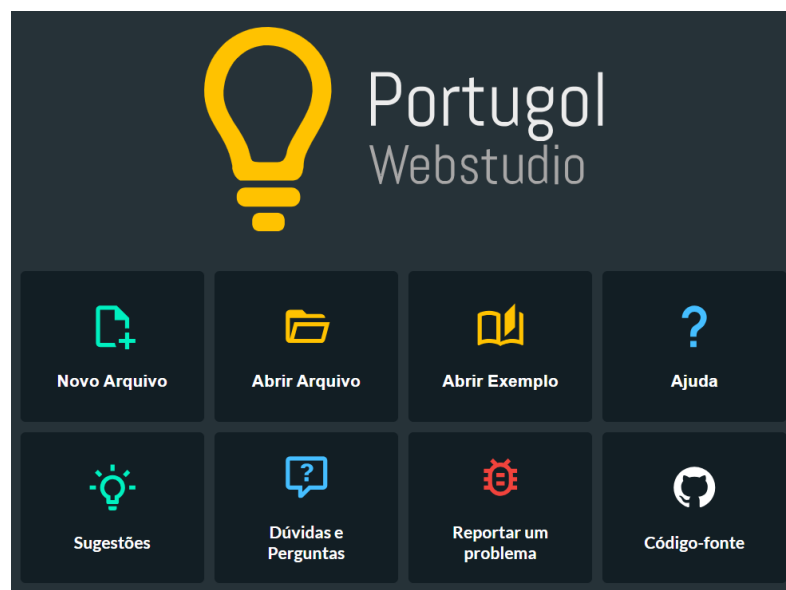 Portugol
Webstudio
Novo Arquivo
Abrir Arquivo
Abrir Exemplo
Ajuda
Sugestões
Dúvidas e
Perguntas
Reportar um
problema
Código-fonte